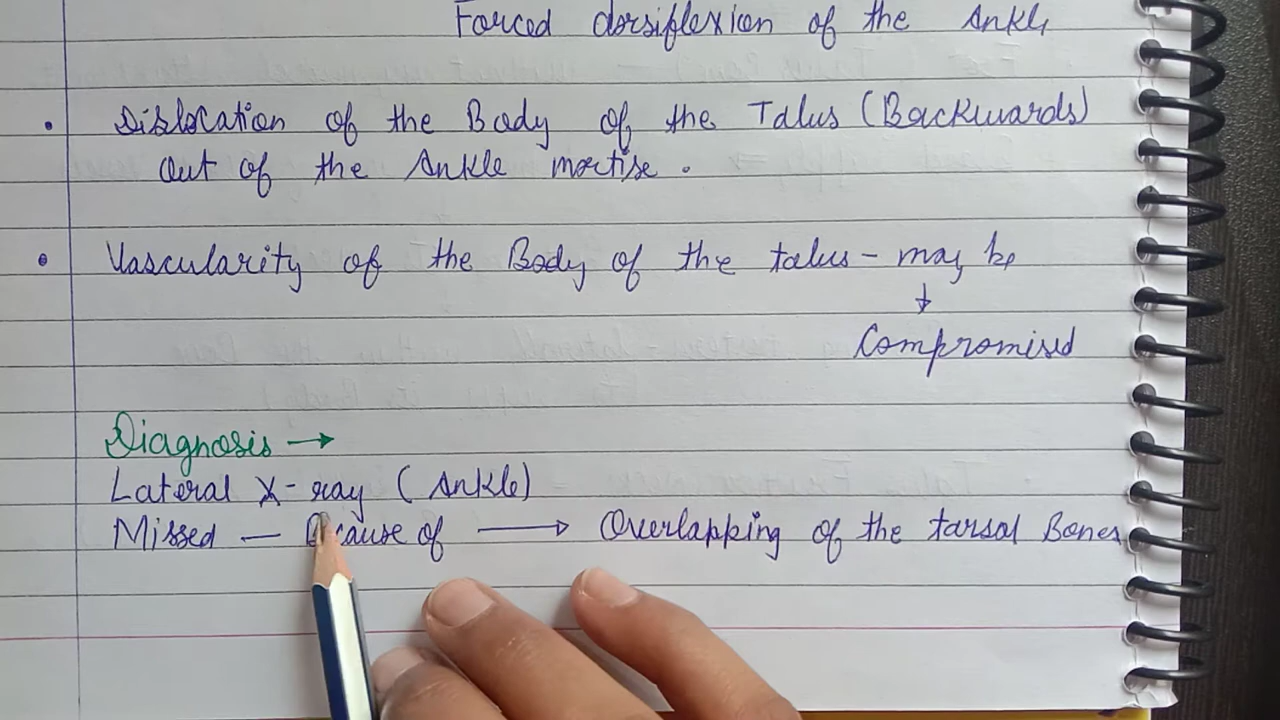 Forced dorsiflexion of the Ankle
• Dislocation of the Body of the Talus (Backwards)
out of the Ankle mortise.
• Vascularity of the Body of the talus - may be
↓
Compromised
Diagnosis →
Lateral X-ray (Ankle)
Missed — Because of → Overlapping of the tarsal Bones